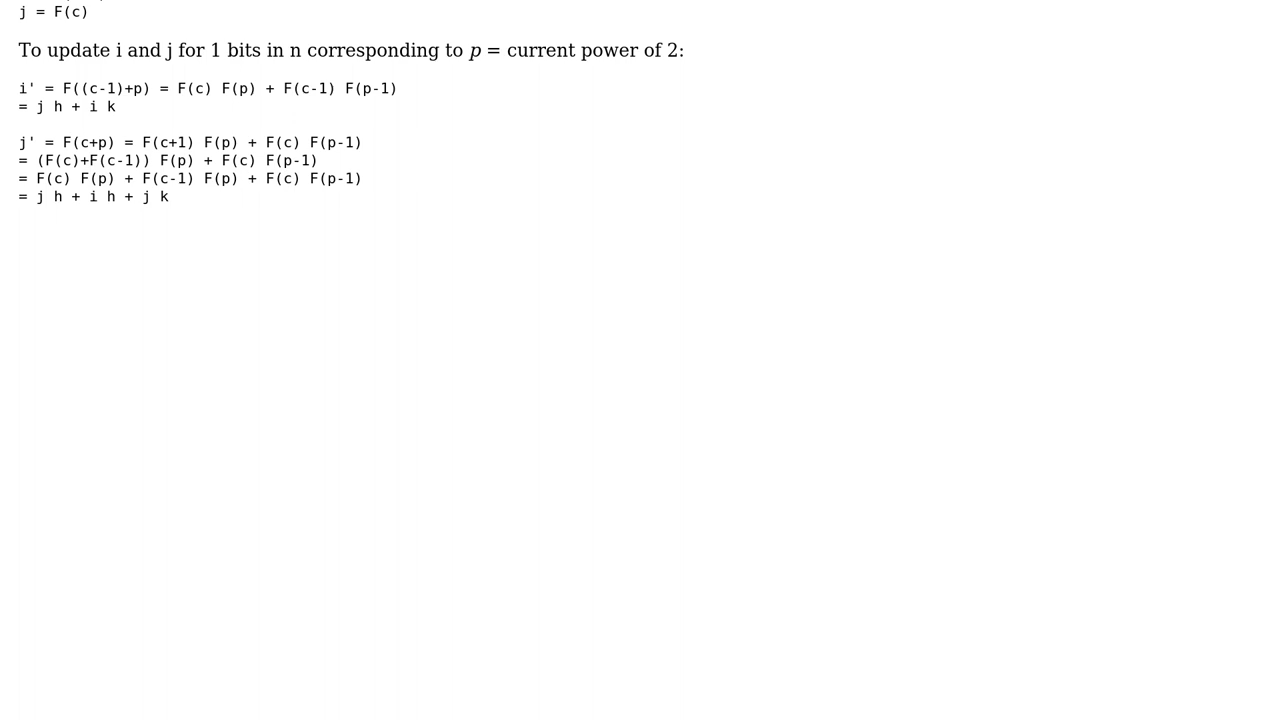 j = F(c)
To update i and j for 1 bits in n corresponding to p = current power of 2:
i' = F((c-1)+p) = F(c) F(p) + F(c-1) F(p-1)
= j h + i k
j' = F(c+p) = F(c+1) F(p) + F(c) F(p-1)
= (F(c)+F(c-1)) F(p) + F(c) F(p-1)
= F(c) F(p) + F(c-1) F(p) + F(c) F(p-1)
= j h + i h + j k